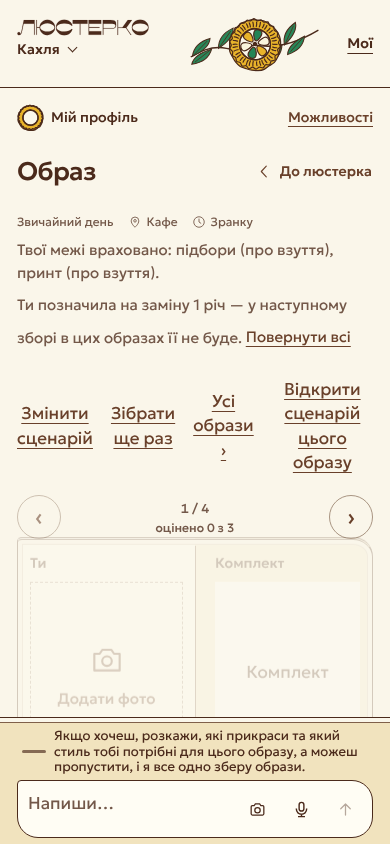 ЛЮСТЕРКО
Кахля
Мої
Мій профіль
Можливості
Образ
До люстерка
Звичайний день Кафе Зранку
Твої межі враховано: підбори (про взуття),
принт (про взуття).
Ти позначила на заміну 1 річ — у наступному
зборі в цих образах її не буде. Повернути всі
Змінити
сценарій
Зібрати
ще раз
Усі
образи
›
Відкрити
сценарій
цього
образу
‹
1 / 4
оцінено 0 з 3
›
Ти
Комплект
Додати фото
Комплект
Якщо хочеш, розкажи, які прикраси та який
стиль тобі потрібні для цього образу, а можеш
пропустити, і я все одно зберу образи.
Напиши...